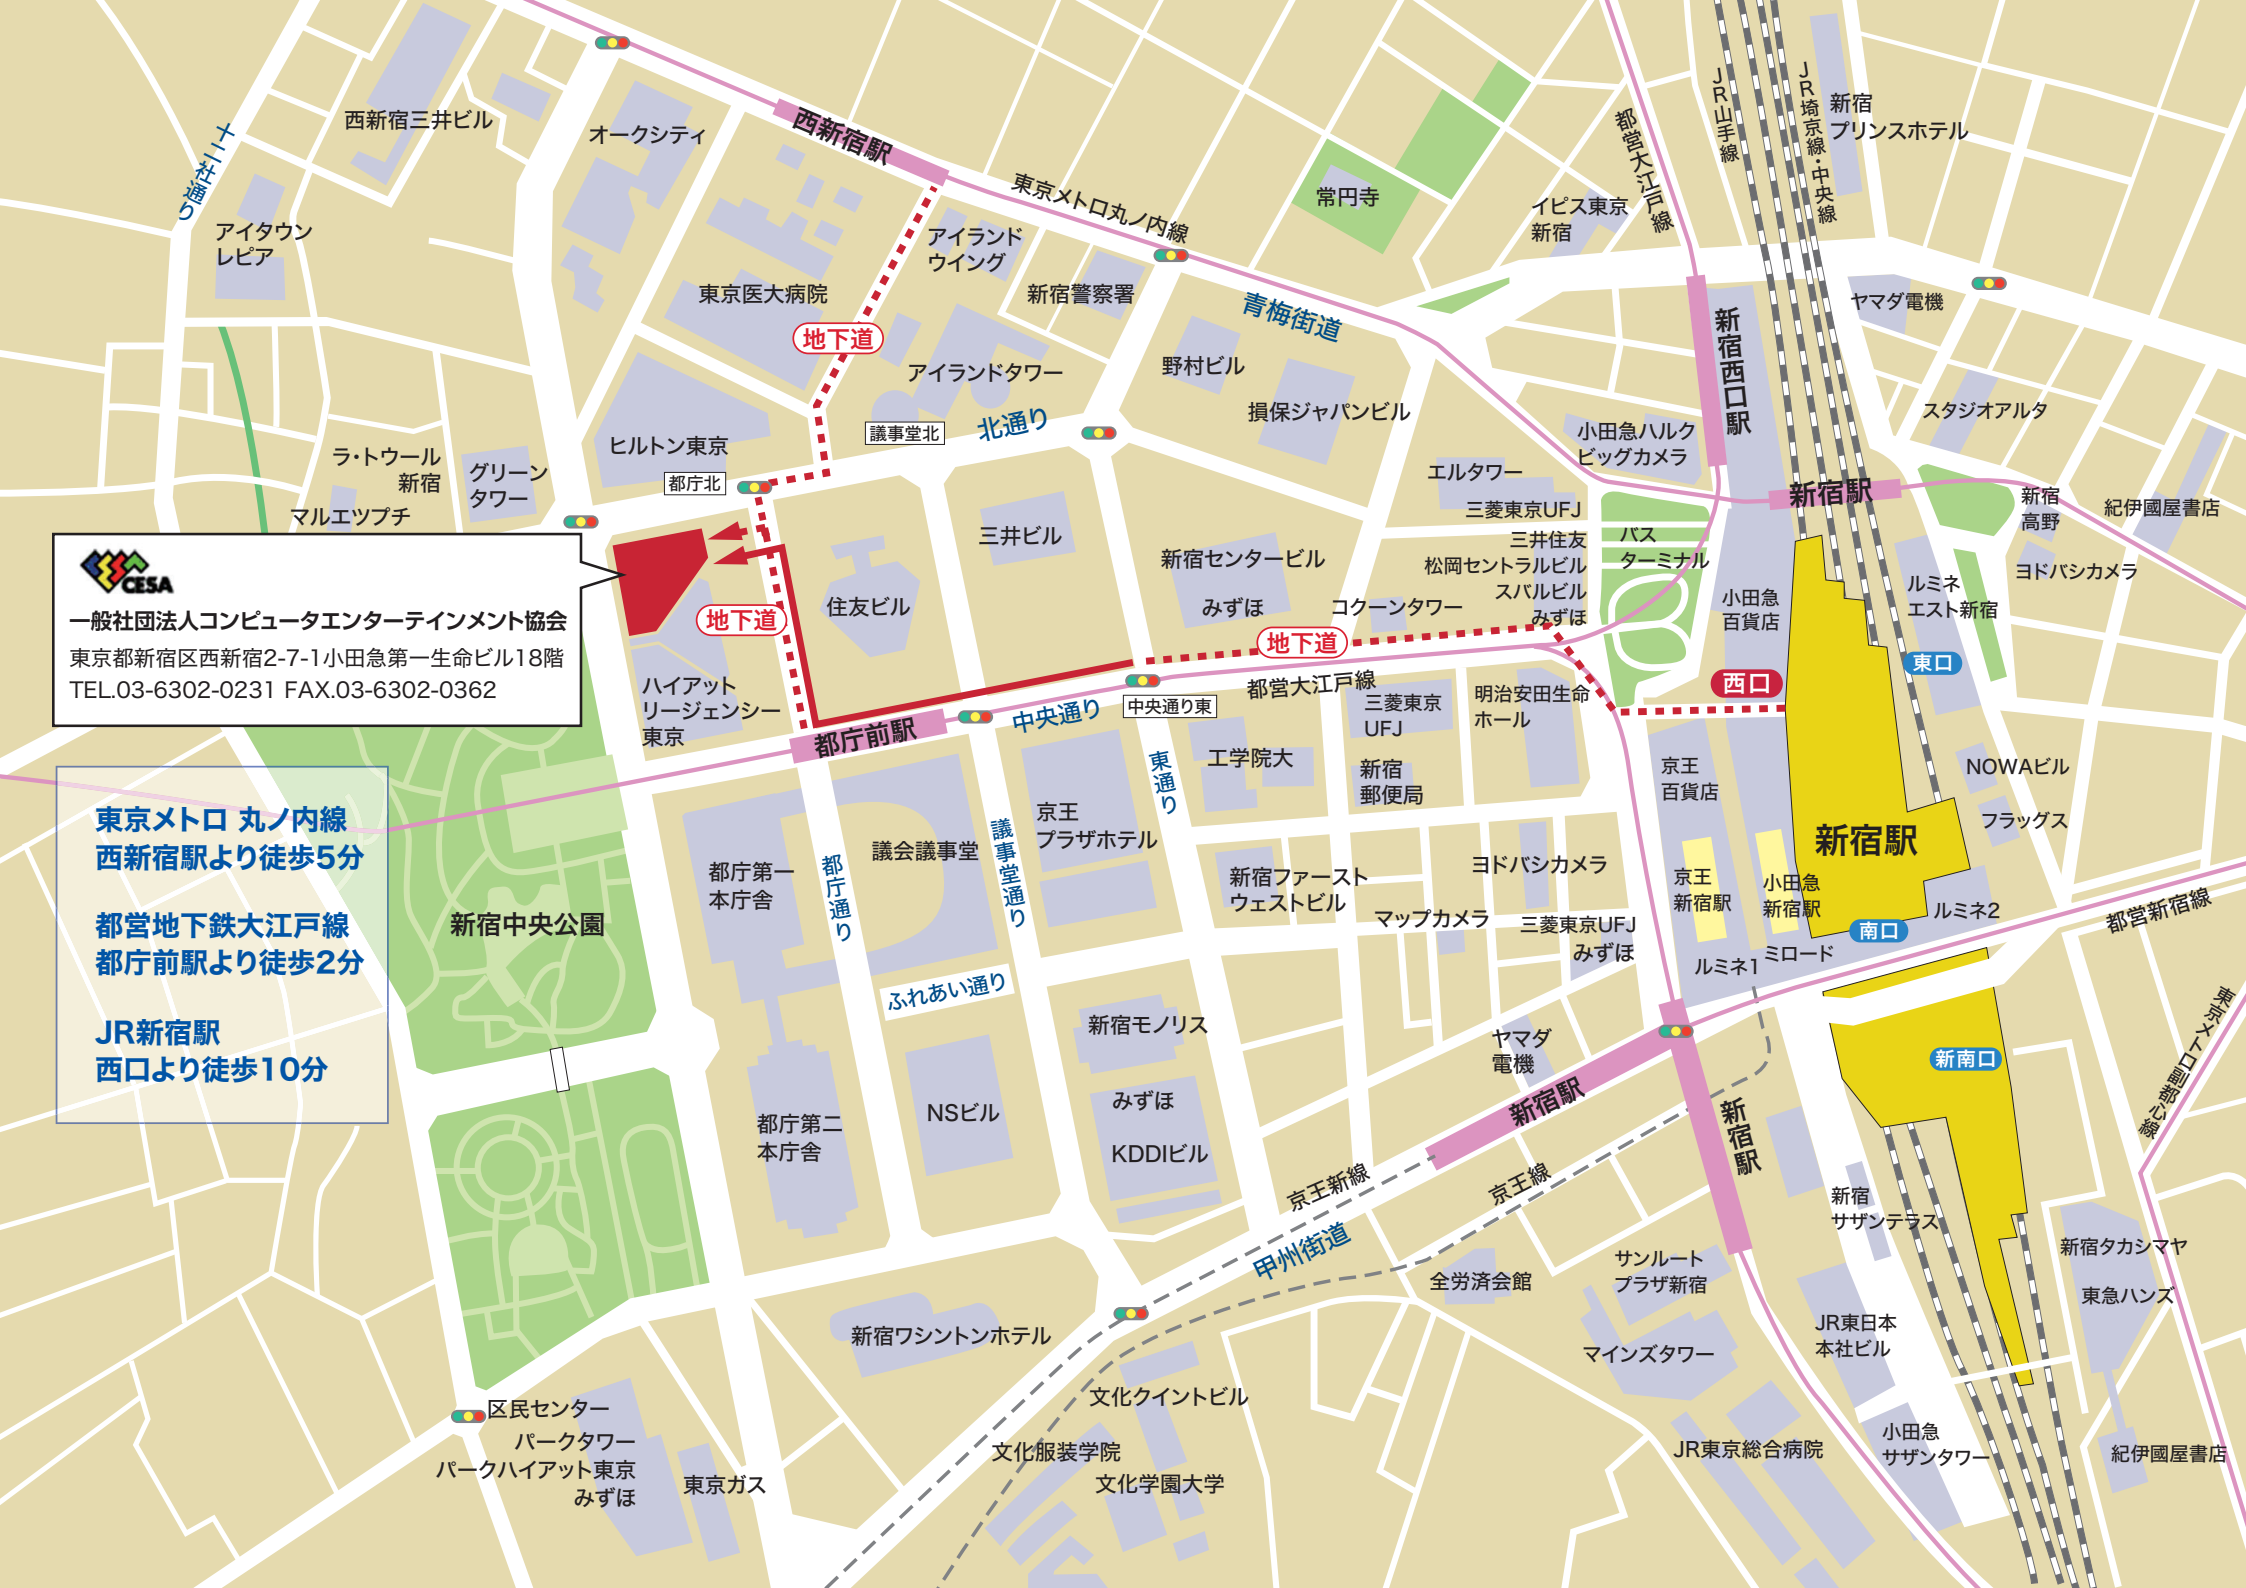 西新宿三井ビル
十二社通り
アイタウン
レピア
オークシティ
西新宿駅
東京医大病院
地下道
東京メトロ丸ノ内線
アイランド
ウイング
新宿警察署
アイランドタワー
青梅街道
野村ビル
損保ジャパンビル
常円寺
イビス東京
新宿
都営大江戸線
JR山手線
JR埼京線・中央線
新宿
プリンスホテル
ヤマダ電機
新宿西口駅
スタジオアルタ
小田急ハルク
ビッグカメラ
エルタワー
三菱東京UFJ
三井住友
松岡セントラルビル
スバルビル
みずほ
バス
ターミナル
新宿駅
新宿
高野
紀伊國屋書店
ヨドバシカメラ
ルミネ
エスト新宿
小田急
百貨店
東口
西口
ラ・トウール
新宿
グリーン
タワー
マルエツプチ
ヒルトン東京
都庁北
議事堂北
北通り
三井ビル
住友ビル
新宿センタービル
みずほ
コクーンタワー
地下道
地下道
CESA
一般社団法人コンピュータエンターテインメント協会
東京都新宿区西新宿2-7-1小田急第一生命ビル18階
TEL.03-6302-0231 FAX.03-6302-0362
ハイアット
リージェンシー
東京
都庁前駅
中央通り
中央通り東
都営大江戸線
三菱東京
UFJ
明治安田生命
ホール
工学院大
新宿
郵便局
東通り
京王
プラザホテル
議事堂通り
議会議事堂
都庁通り
都庁第一
本庁舎
東京メトロ 丸ノ内線
西新宿駅より徒歩5分
都営地下鉄大江戸線
都庁前駅より徒歩2分
JR新宿駅
西口より徒歩10分
新宿中央公園
ふれあい通り
新宿ファースト
ウェストビル
ヨドバシカメラ
マップカメラ
三菱東京UFJ
みずほ
京王
百貨店
京王
新宿駅
小田急
新宿駅
新宿駅
NOWAビル
フラッグス
ルミネ2
南口
ミロード
ルミネ1
都営新宿線
東京メトロ副都心線
新南口
新宿モノリス
みずほ
KDDIビル
NSビル
都庁第二
本庁舎
ヤマダ
電機
新宿駅
新宿駅
京王新線
京王線
甲州街道
新宿
サザンテラス
新宿タカシマヤ
東急ハンズ
サンルート
プラザ新宿
全労済会館
マインズタワー
JR東日本
本社ビル
新宿ワシントンホテル
文化クイントビル
文化服装学院
文化学園大学
区民センター
パークタワー
パークハイアット東京
みずほ
東京ガス
JR東京総合病院
小田急
サザンタワー
紀伊國屋書店